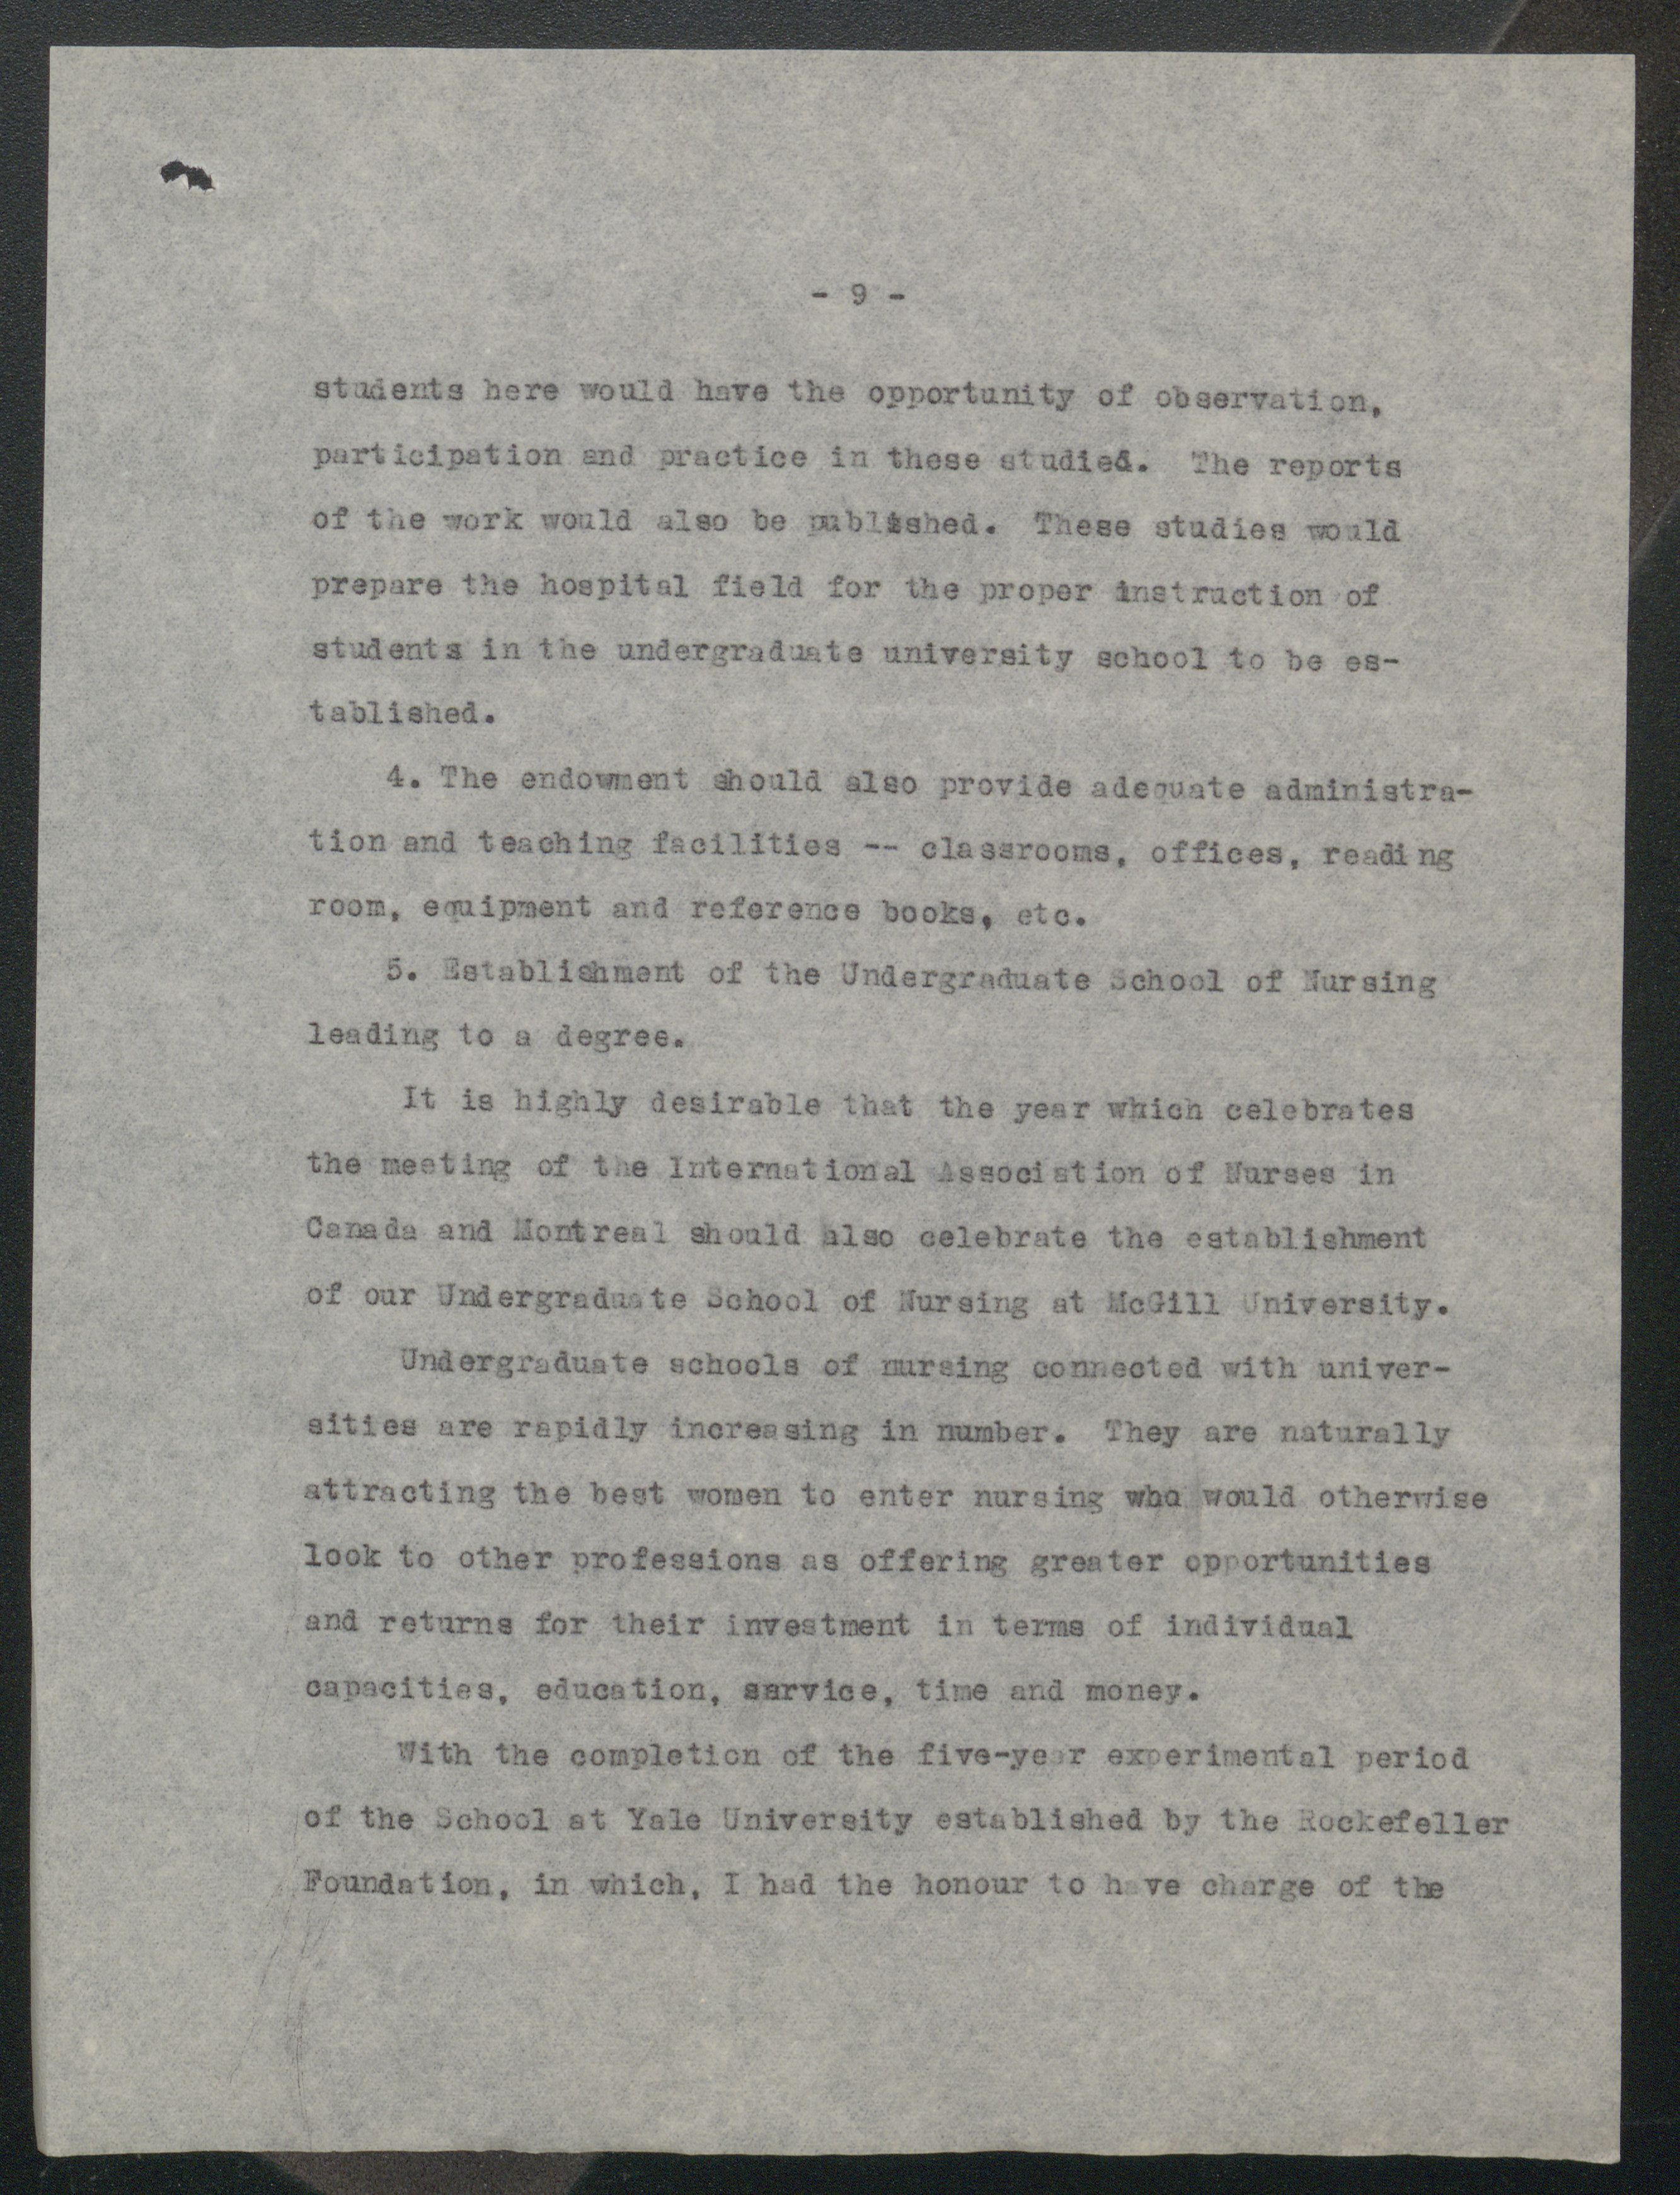 - 9 -
students here would have the opportunity of observation,
participation and practice in these studied. The reports
of the work would also be published. These studies would
prepare the hospital field for the proper instruction of
students in the undergraduate university school to be es-
tablished.
4. The endowment should also provide adequate administra-
tion and teaching facilities -- classrooms, offices, reading
room, equipment and reference books, etc.
5. Establishment of the Undergraduate School of Nursing
leading to a degree.
It is highly desirable that the year which celebrates
the meeting of the International Association of Nurses in
Canada and Montreal should also celebrate the establishment
of our Undergraduate School of Nursing at McGill University.
Undergraduate schools of nursing connected with univer-
sities are rapidly increasing in number. They are naturally
attracting the best women to enter nursing who would otherwise
look to other professions as offering greater opportunities
and returns for their investment in terms of individual
capacities, education, service, time and money.
With the completion of the five-year experimental period
of the School at Yale University established by the Rockefeller
Foundation, in which, I had the honour to have charge of the